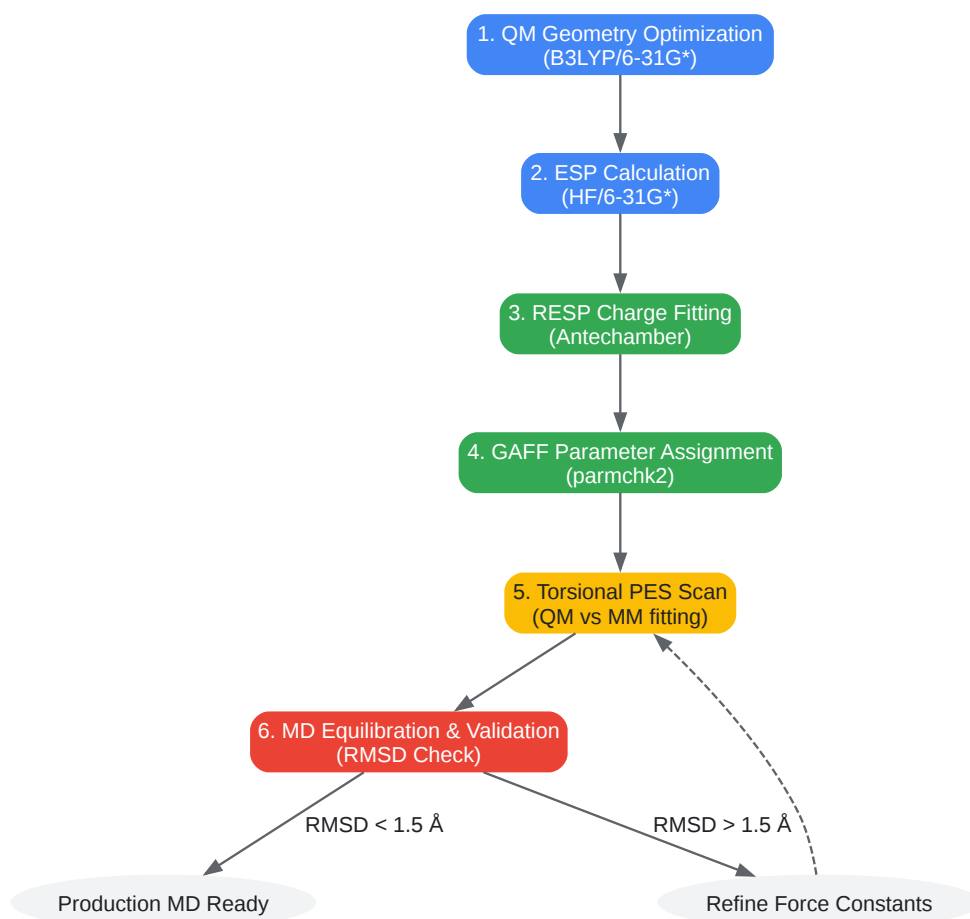 1. QM Geometry Optimization
(B3LYP/6-31G*)
2. ESP Calculation
(HF/6-31G*)
3. RESP Charge Fitting
(Antechamber)
4. GAFF Parameter Assignment
(parmchk2)
5. Torsional PES Scan
(QM vs MM fitting)
6. MD Equilibration & Validation
(RMSD Check)
RMSD < 1.5 Å
RMSD > 1.5 Å
Production MD Ready
Refine Force Constants